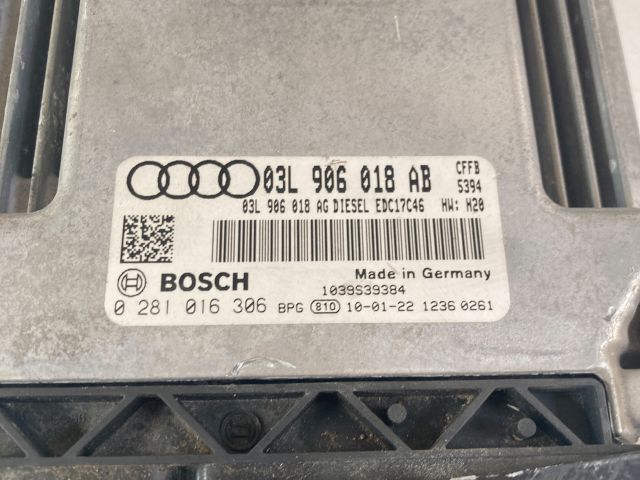 03L 906 018 AB CFFB
5394
03L 906 018 AG DIESEL EDC17C46 HW: H20
BOSCH Made in Germany
1039S39384
0 281 016 306 BPG 810 10-01-22 1236 0261